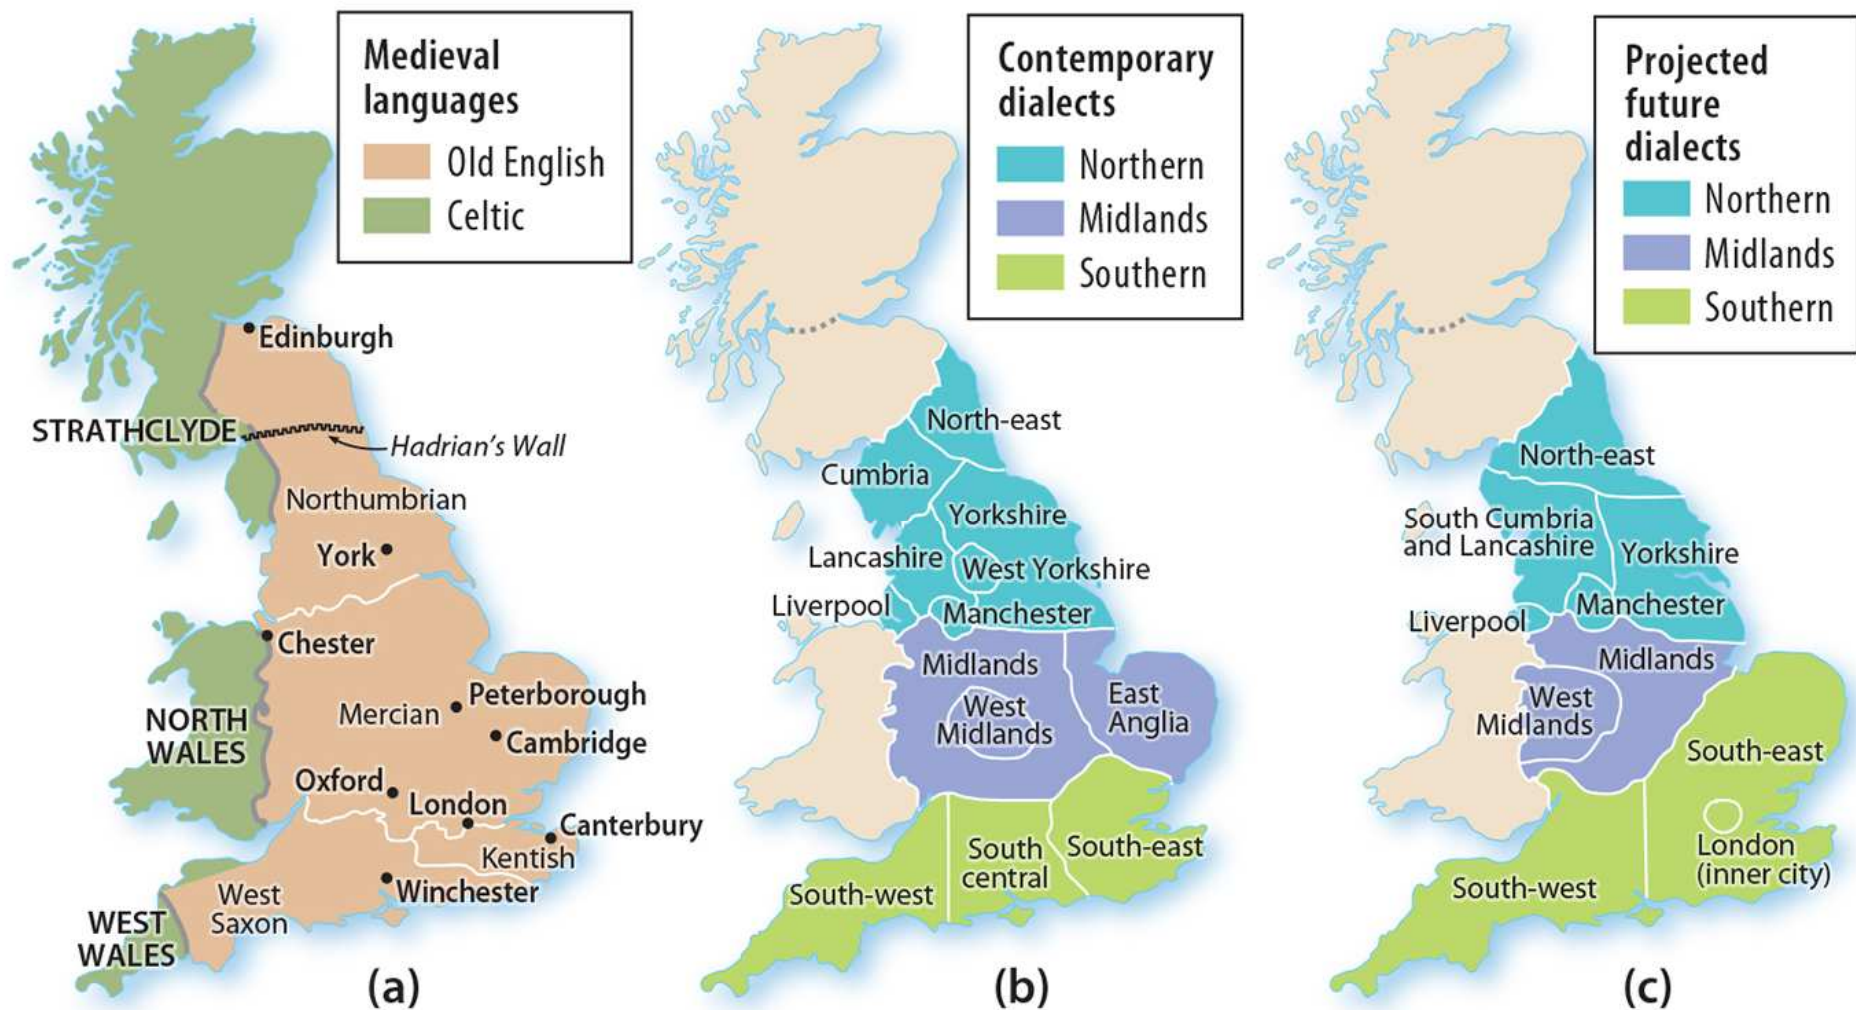 Medieval
languages
Old English
Celtic
Edinburgh
STRATHCLYDE
Hadrian's Wall
Northumbrian
York
Chester
Peterborough
Mercian
NORTH
WALES
Cambridge
Oxford
London
Canterbury
Kentish
Winchester
West
Saxon
WEST
WALES
(a)
Contemporary
dialects
Northern
Midlands
Southern
North-east
Cumbria
Yorkshire
Lancashire
West Yorkshire
Liverpool
Manchester
Midlands
West
Midlands
East
Anglia
South
central
South-east
South-west
(b)
Projected
future
dialects
Northern
Midlands
Southern
North-east
South Cumbria
and Lancashire
Yorkshire
Manchester
Liverpool
Midlands
West
Midlands
South-east
London
(inner city)
South-west
(c)